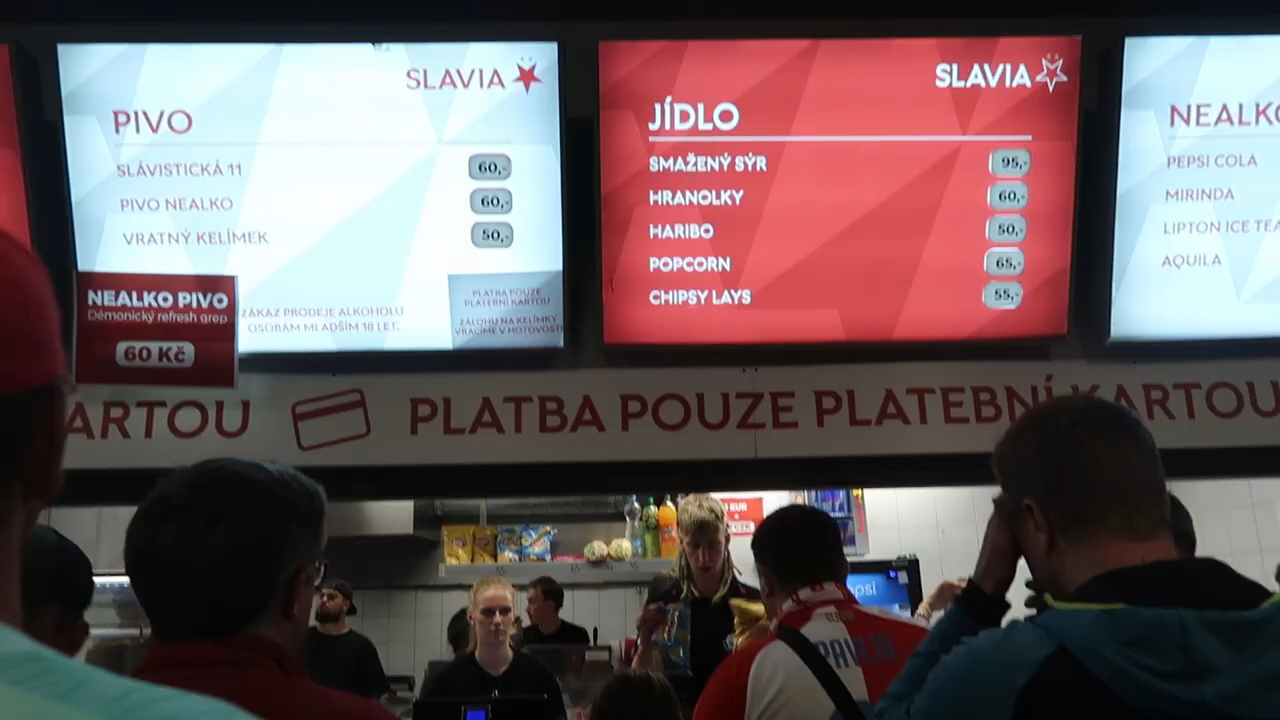 SLAVIA
PIVO
SLÁVISTICKÁ 11 60,-
PIVO NEALKO 60,-
VRATNÝ KELÍMEK 50,-
NEALKO PIVO
Démonický refresh grep
60 Kč
ZÁKAZ PRODEJE ALKOHOLU
OSOBÁM MLADŠÍM 18 LET.
PLATBA POUZE
PLATEBNÍ KARTOU
ZÁLOHU NA KELÍMKY
VRACÍME V HOTOVOSTI
SLAVIA
JÍDLO
SMAŽENÝ SÝR 95,-
HRANOLKY 60,-
HARIBO 50,-
POPCORN 65,-
CHIPSY LAYS 55,-
NEALKO
PEPSI COLA
MIRINDA
LIPTON ICE TEA
AQUILA
ARTOU PLATBA POUZE PLATEBNÍ KARTOU
EUR
psi